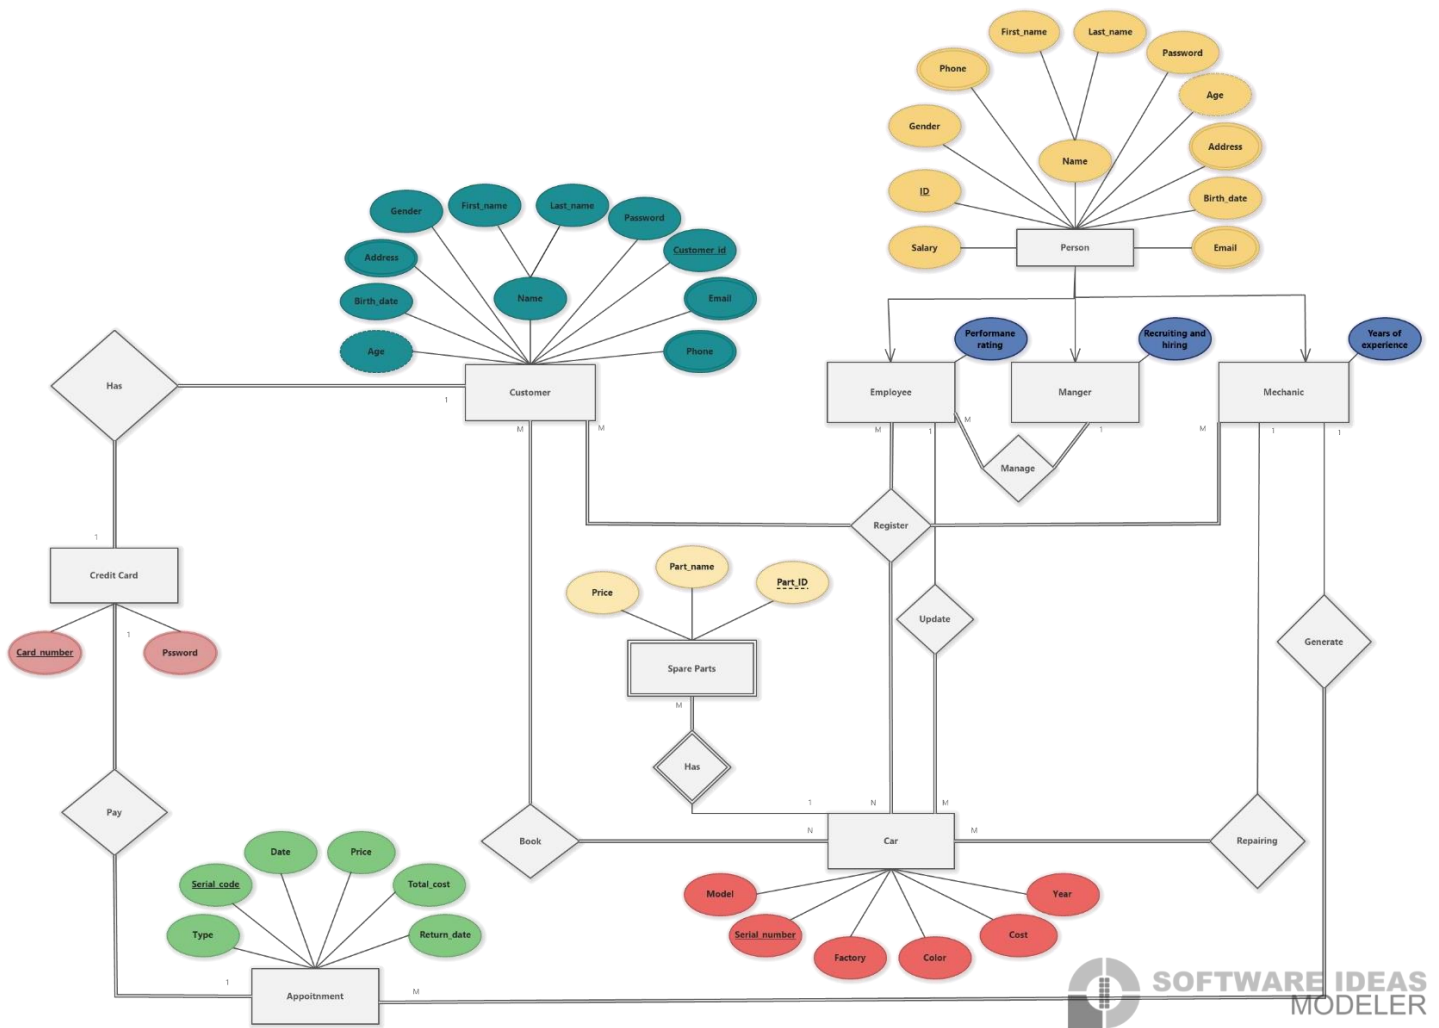 First_name
Last_name
Password
Phone
Age
Gender
Address
Name
ID
Birth_date
Salary
Person
Email
Gender
First_name
Last_name
Password
Address
Customer_id
Birth_date
Name
Email
Age
Phone
Performane
rating
Recruiting and
hiring
Years of
experience
Has
1
Customer
Employee
Manger
Mechanic
M
M
M
1
M
1
M
1
1
Manage
Register
1
Credit Card
1
Card_number
Pssword
Part_name
Price
Part_ID
Spare Parts
M
Update
Generate
Has
1
N
M
Pay
Book
N
Car
M
Repairing
Date
Price
Serial_code
Total_cost
Type
Return_date
Model
Year
Serial_number
Cost
Factory
Color
1
Appoitnment
M
SOFTWARE IDEAS
MODELER